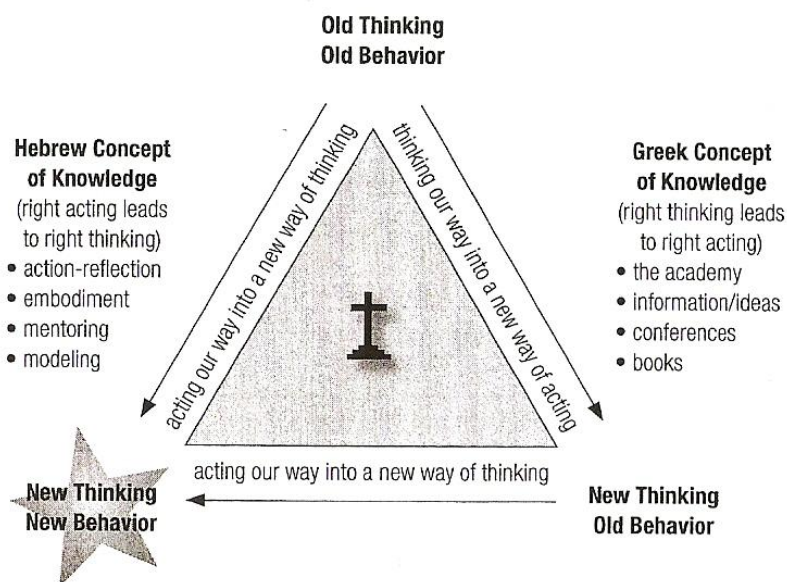 Old Thinking
Old Behavior
Hebrew Concept
of Knowledge
(right acting leads
to right thinking)
• action-reflection
• embodiment
• mentoring
• modeling
acting our way into a new way of thinking
thinking our way into a new way of acting
Greek Concept
of Knowledge
(right thinking leads
to right acting)
• the academy
• information/ideas
• conferences
• books
acting our way into a new way of thinking
New Thinking
New Behavior
New Thinking
Old Behavior